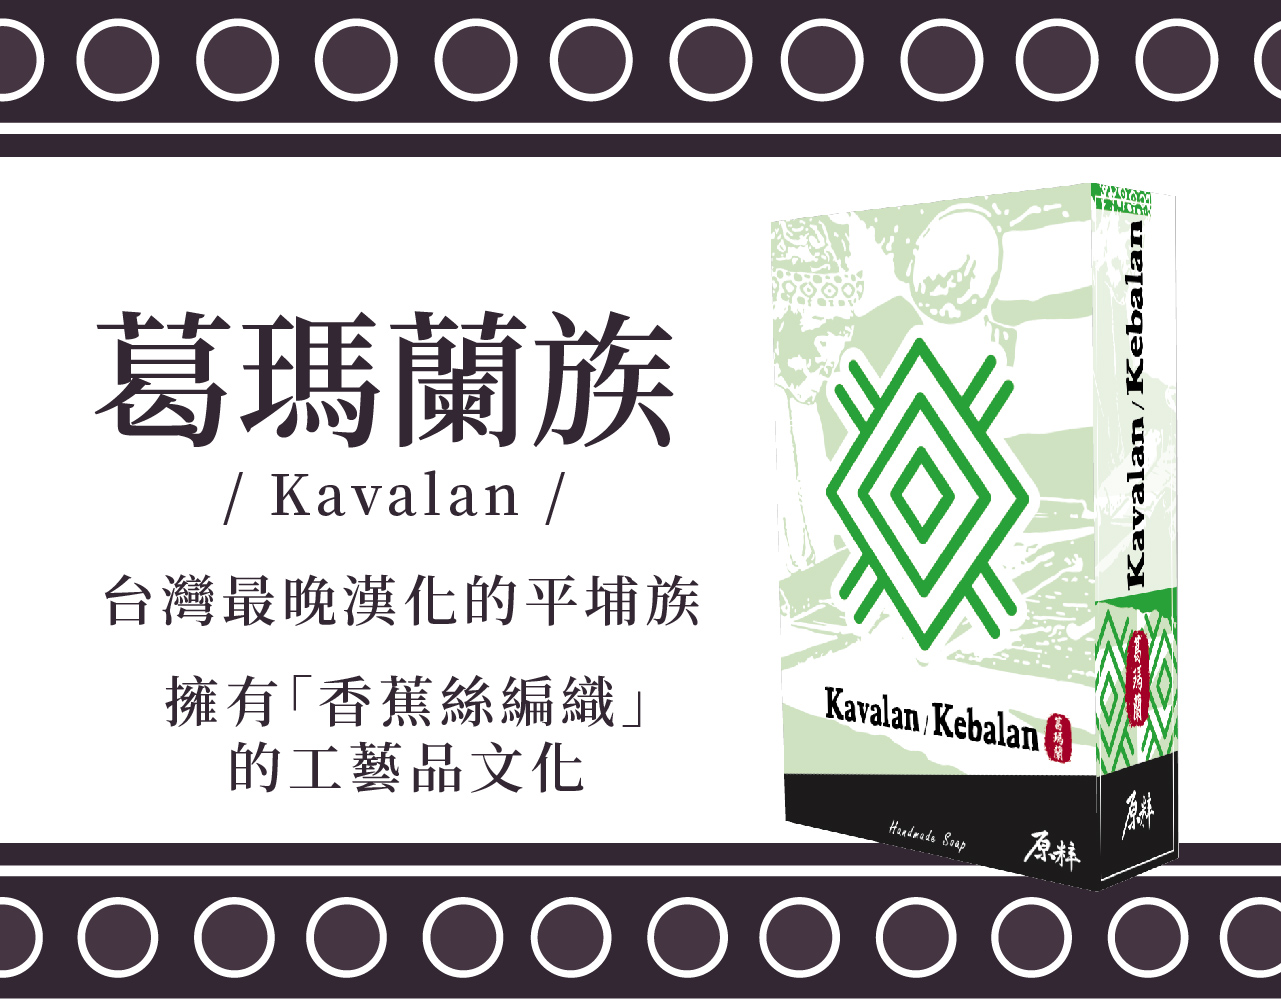 葛瑪蘭族
/ Kavalan /
台灣最晚漢化的平埔族
擁有「香蕉絲編織」
的工藝品文化
Kavalan / Kebalan
葛瑪蘭
Handmade Soap
原粹
Kavalan / Kebalan
葛瑪蘭
原粹